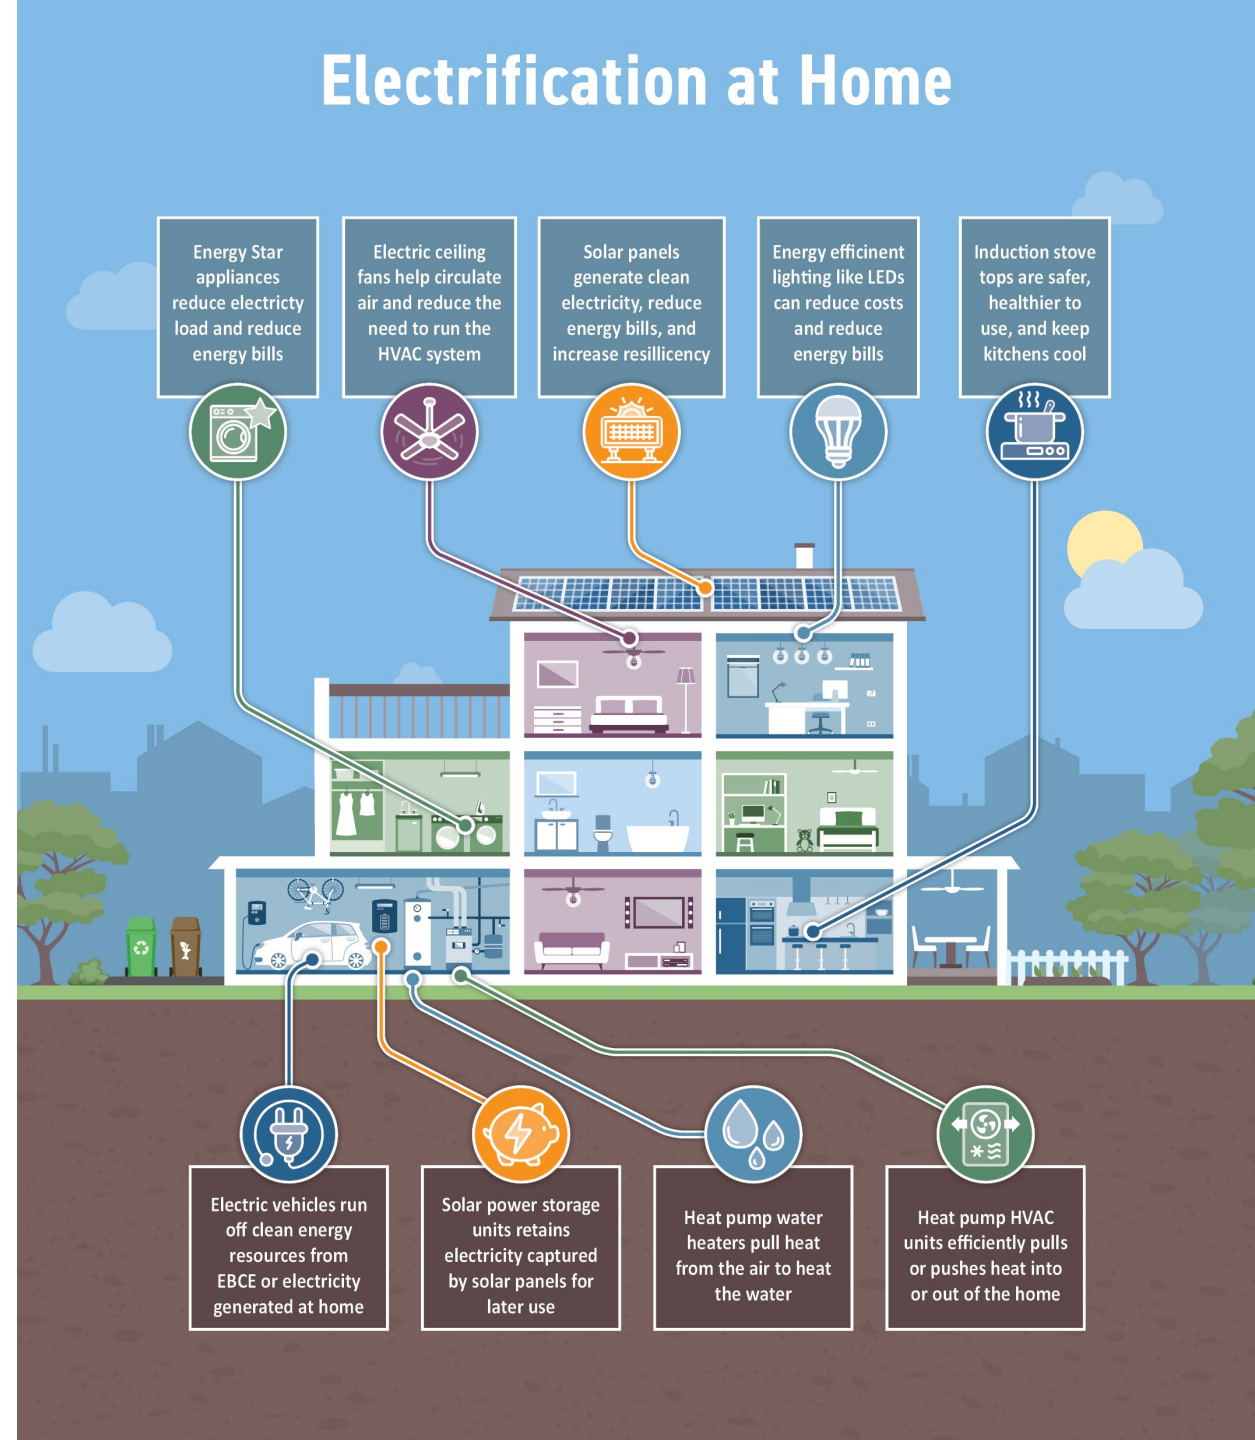 Electrification at Home
Energy Star
appliances
reduce electricty
load and reduce
energy bills
Electric ceiling
fans help circulate
air and reduce the
need to run the
HVAC system
Solar panels
generate clean
electricity, reduce
energy bills, and
increase resillicency
Energy efficinent
lighting like LEDs
can reduce costs
and reduce
energy bills
Induction stove
tops are safer,
healthier to
use, and keep
kitchens cool
Electric vehicles run
off clean energy
resources from
EBCE or electricity
generated at home
Solar power storage
units retains
electricity captured
by solar panels for
later use
Heat pump water
heaters pull heat
from the air to heat
the water
Heat pump HVAC
units efficiently pulls
or pushes heat into
or out of the home